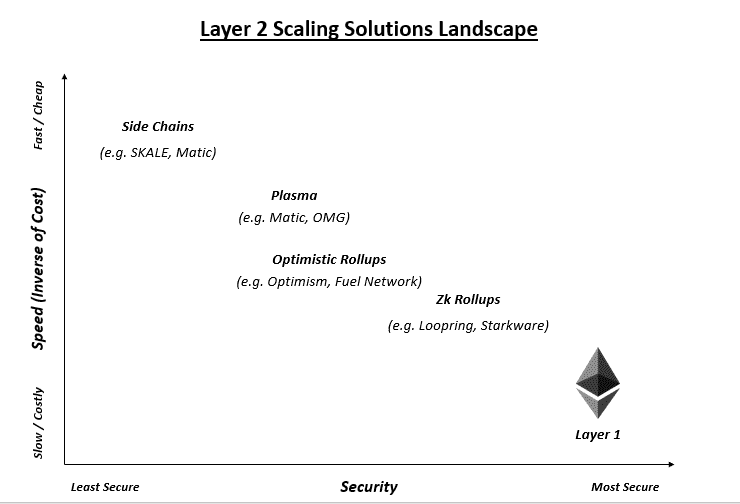 Layer 2 Scaling Solutions Landscape
Fast / Cheap
Speed (Inverse of Cost)
Slow / Costly
Side Chains
(e.g. SKALE, Matic)
Plasma
(e.g. Matic, OMG)
Optimistic Rollups
(e.g. Optimism, Fuel Network)
Zk Rollups
(e.g. Loopring, Starkware)
Layer 1
Least Secure
Security
Most Secure